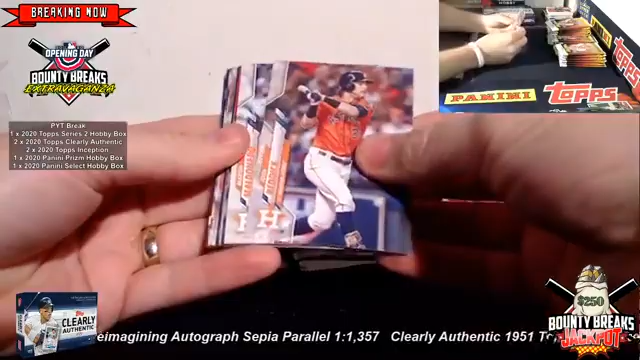 BREAKING NOW
OPENING DAY
BOUNTY BREAKS
EXTRAVAGANZA
PYT Break
1 x 2020 Topps Series 2 Hobby Box
2 x 2020 Topps Clearly Authentic
2 x 2020 Topps Inception
1 x 2020 Panini Prizm Hobby Box
1 x 2020 Panini Select Hobby Box
PANINI
topps
H
topps
CLEARLY
AUTHENTIC
eimagining Autograph Sepia Parallel 1:1,357 Clearly Authentic 1951
$250
BOUNTY BREAKS
JACKPOT